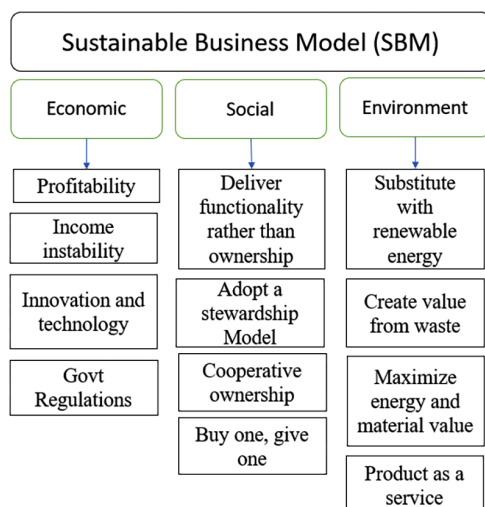 Sustainable Business Model (SBM)
Economic
Social
Environment
Profitability
Income
instability
Innovation and
technology
Govt
Regulations
Deliver
functionality
rather than
ownership
Adopt a
stewardship
Model
Cooperative
ownership
Buy one, give
one
Substitute
with
renewable
energy
Create value
from waste
Maximize
energy and
material value
Product as a
service